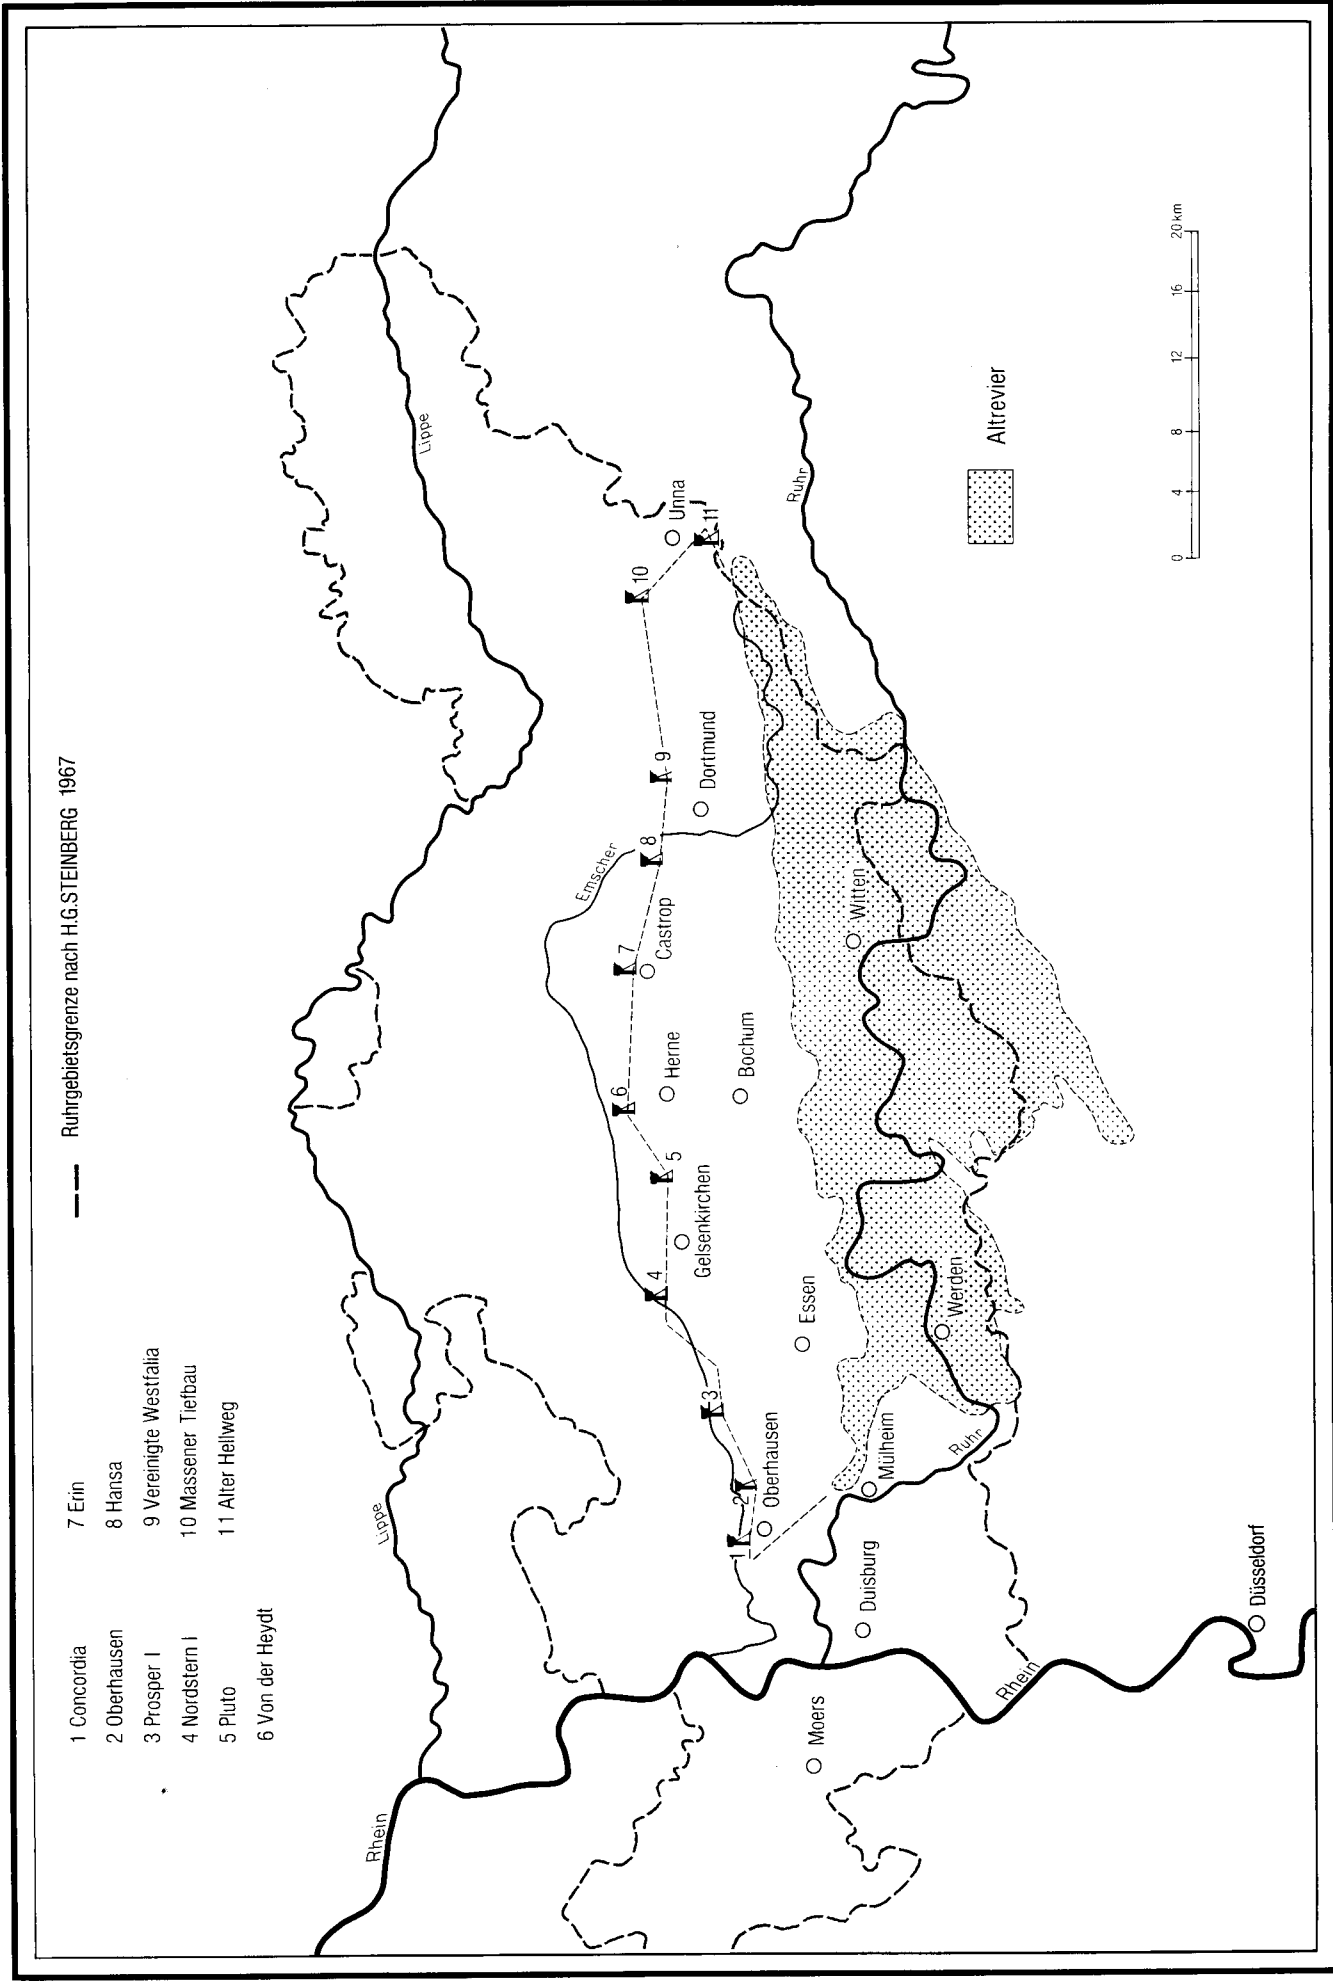 Ruhrgebietsgrenze nach H.G.STEINBERG 1967
1 Concordia
2 Oberhausen
3 Prosper I
4 Nordstern I
5 Pluto
6 Von der Heydt
7 Erin
8 Hansa
9 Vereinigte Westfalia
10 Massener Tiefbau
11 Alter Hellweg
Rhein
Lippe
Lippe
Emscher
Unna
10
11
9
Dortmund
8
7
Castrop
6
Herne
5
Bochum
4
Gelsenkirchen
3
Essen
2
Oberhausen
1
Witten
Werden
Mülheim
Ruhr
Ruhr
Duisburg
Moers
Rhein
Düsseldorf
Altrevier
0 4 8 12 16 20km